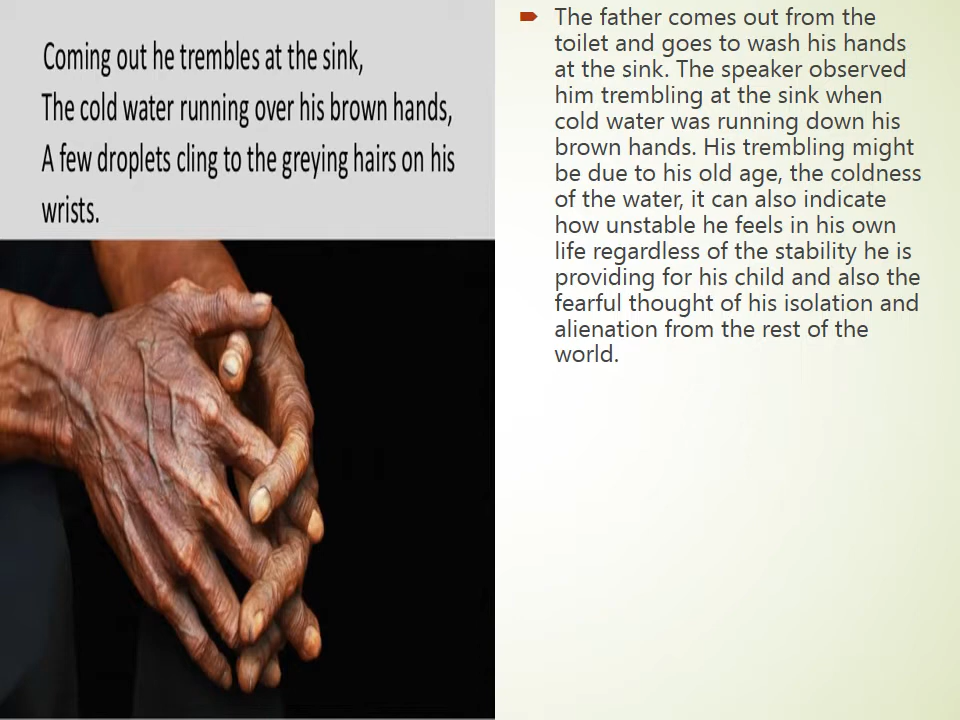 Coming out he trembles at the sink,
The cold water running over his brown hands,
A few droplets cling to the greying hairs on his
wrists.
The father comes out from the
toilet and goes to wash his hands
at the sink. The speaker observed
him trembling at the sink when
cold water was running down his
brown hands. His trembling might
be due to his old age, the coldness
of the water, it can also indicate
how unstable he feels in his own
life regardless of the stability he is
providing for his child and also the
fearful thought of his isolation and
alienation from the rest of the
world.